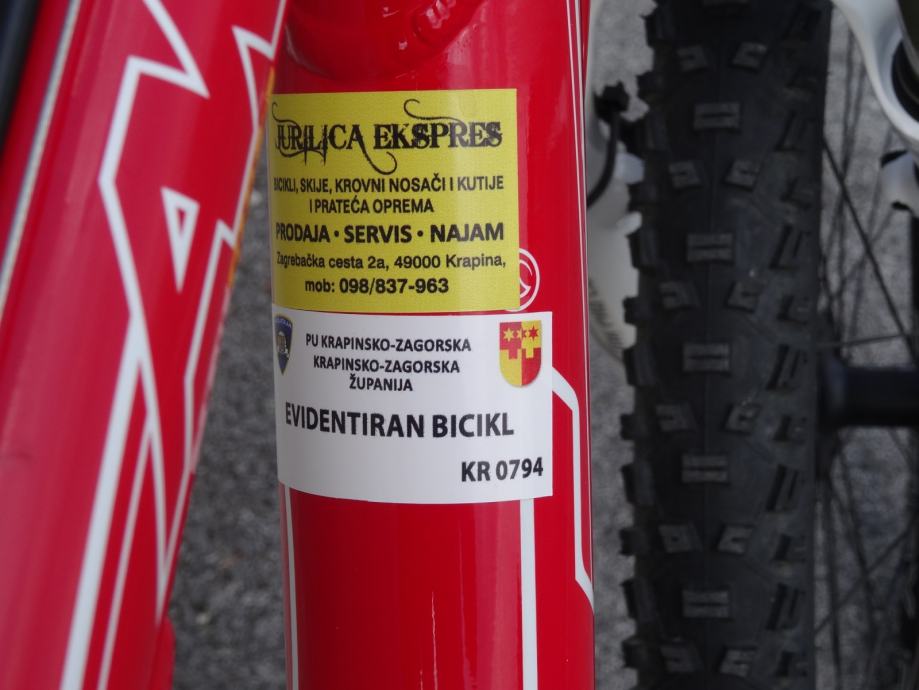 JURILICA EKSPRES
BICIKLI, SKIJE, KROVNI NOSAČI I KUTIJE
I PRATEĆA OPREMA
PRODAJA • SERVIS • NAJAM
Zagrebačka cesta 2a, 49000 Krapina,
mob: 098/837-963
PU KRAPINSKO-ZAGORSKA
KRAPINSKO-ZAGORSKA
ŽUPANIJA
EVIDENTIRAN BICIKL
KR 0794